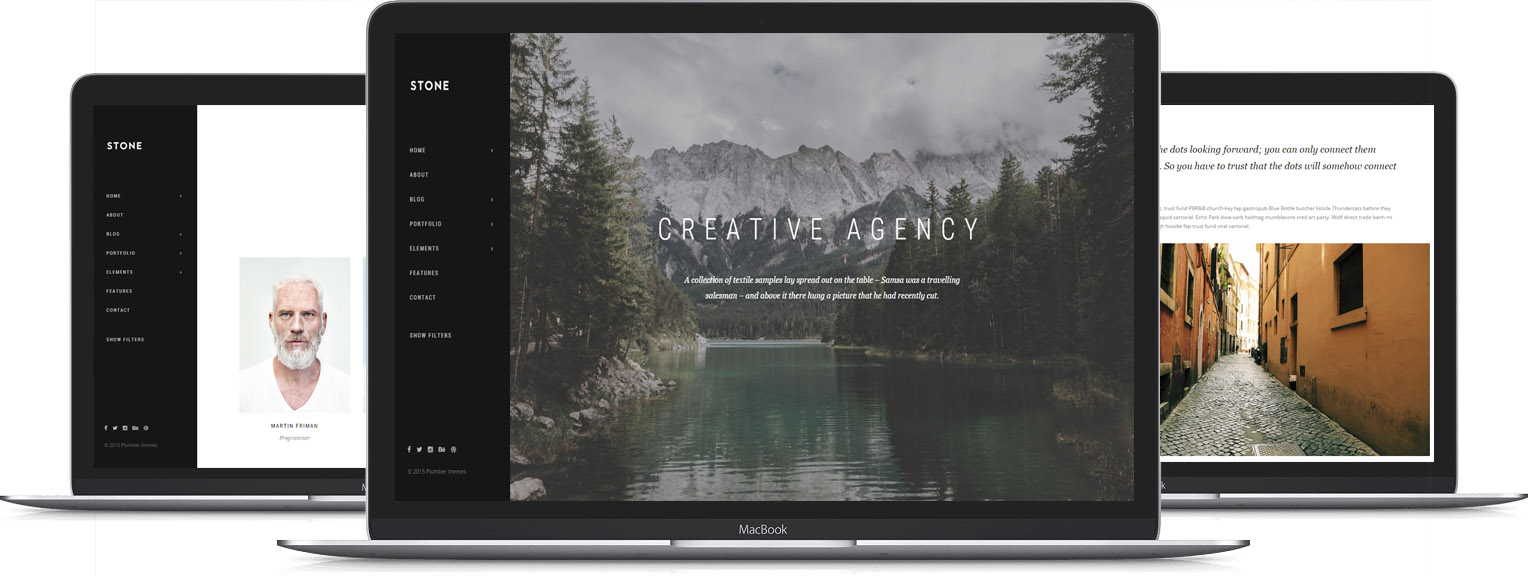 STONE
HOME
ABOUT
BLOG
PORTFOLIO
ELEMENTS
FEATURES
CONTACT
SHOW FILTERS
© 2015 Plumber themes
MARTIN FRIMAN
Programmer
STONE
HOME
ABOUT
BLOG
PORTFOLIO
ELEMENTS
FEATURES
CONTACT
SHOW FILTERS
© 2015 Plumber themes
CREATIVE AGENCY
A collection of textile samples lay spread out on the table – Samsa was a travelling
salesman – and above it there hung a picture that he had recently cut.
MacBook
he dots looking forward; you can only connect them
. So you have to trust that the dots will somehow connect
trust fund PBR&B church-key fap gastropub Blue Bottle butcher listicle Thundercats before they
squid sartorial. Echo Park slow-carb hashtag mumblecore cred art party. Wolf direct trade banh mi
hoodie fap trust fund viral sartorial.